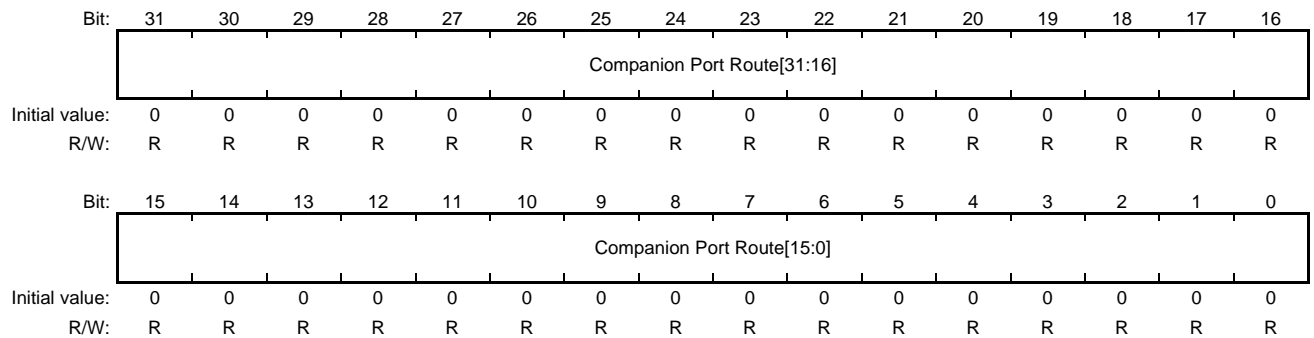 Bit: 31 30 29 28 27 26 25 24 23 22 21 20 19 18 17 16
Companion Port Route[31:16]
Initial value: 0 0 0 0 0 0 0 0 0 0 0 0 0 0 0 0
R/W: R R R R R R R R R R R R R R R R
Bit: 15 14 13 12 11 10 9 8 7 6 5 4 3 2 1 0
Companion Port Route[15:0]
Initial value: 0 0 0 0 0 0 0 0 0 0 0 0 0 0 0 0
R/W: R R R R R R R R R R R R R R R R